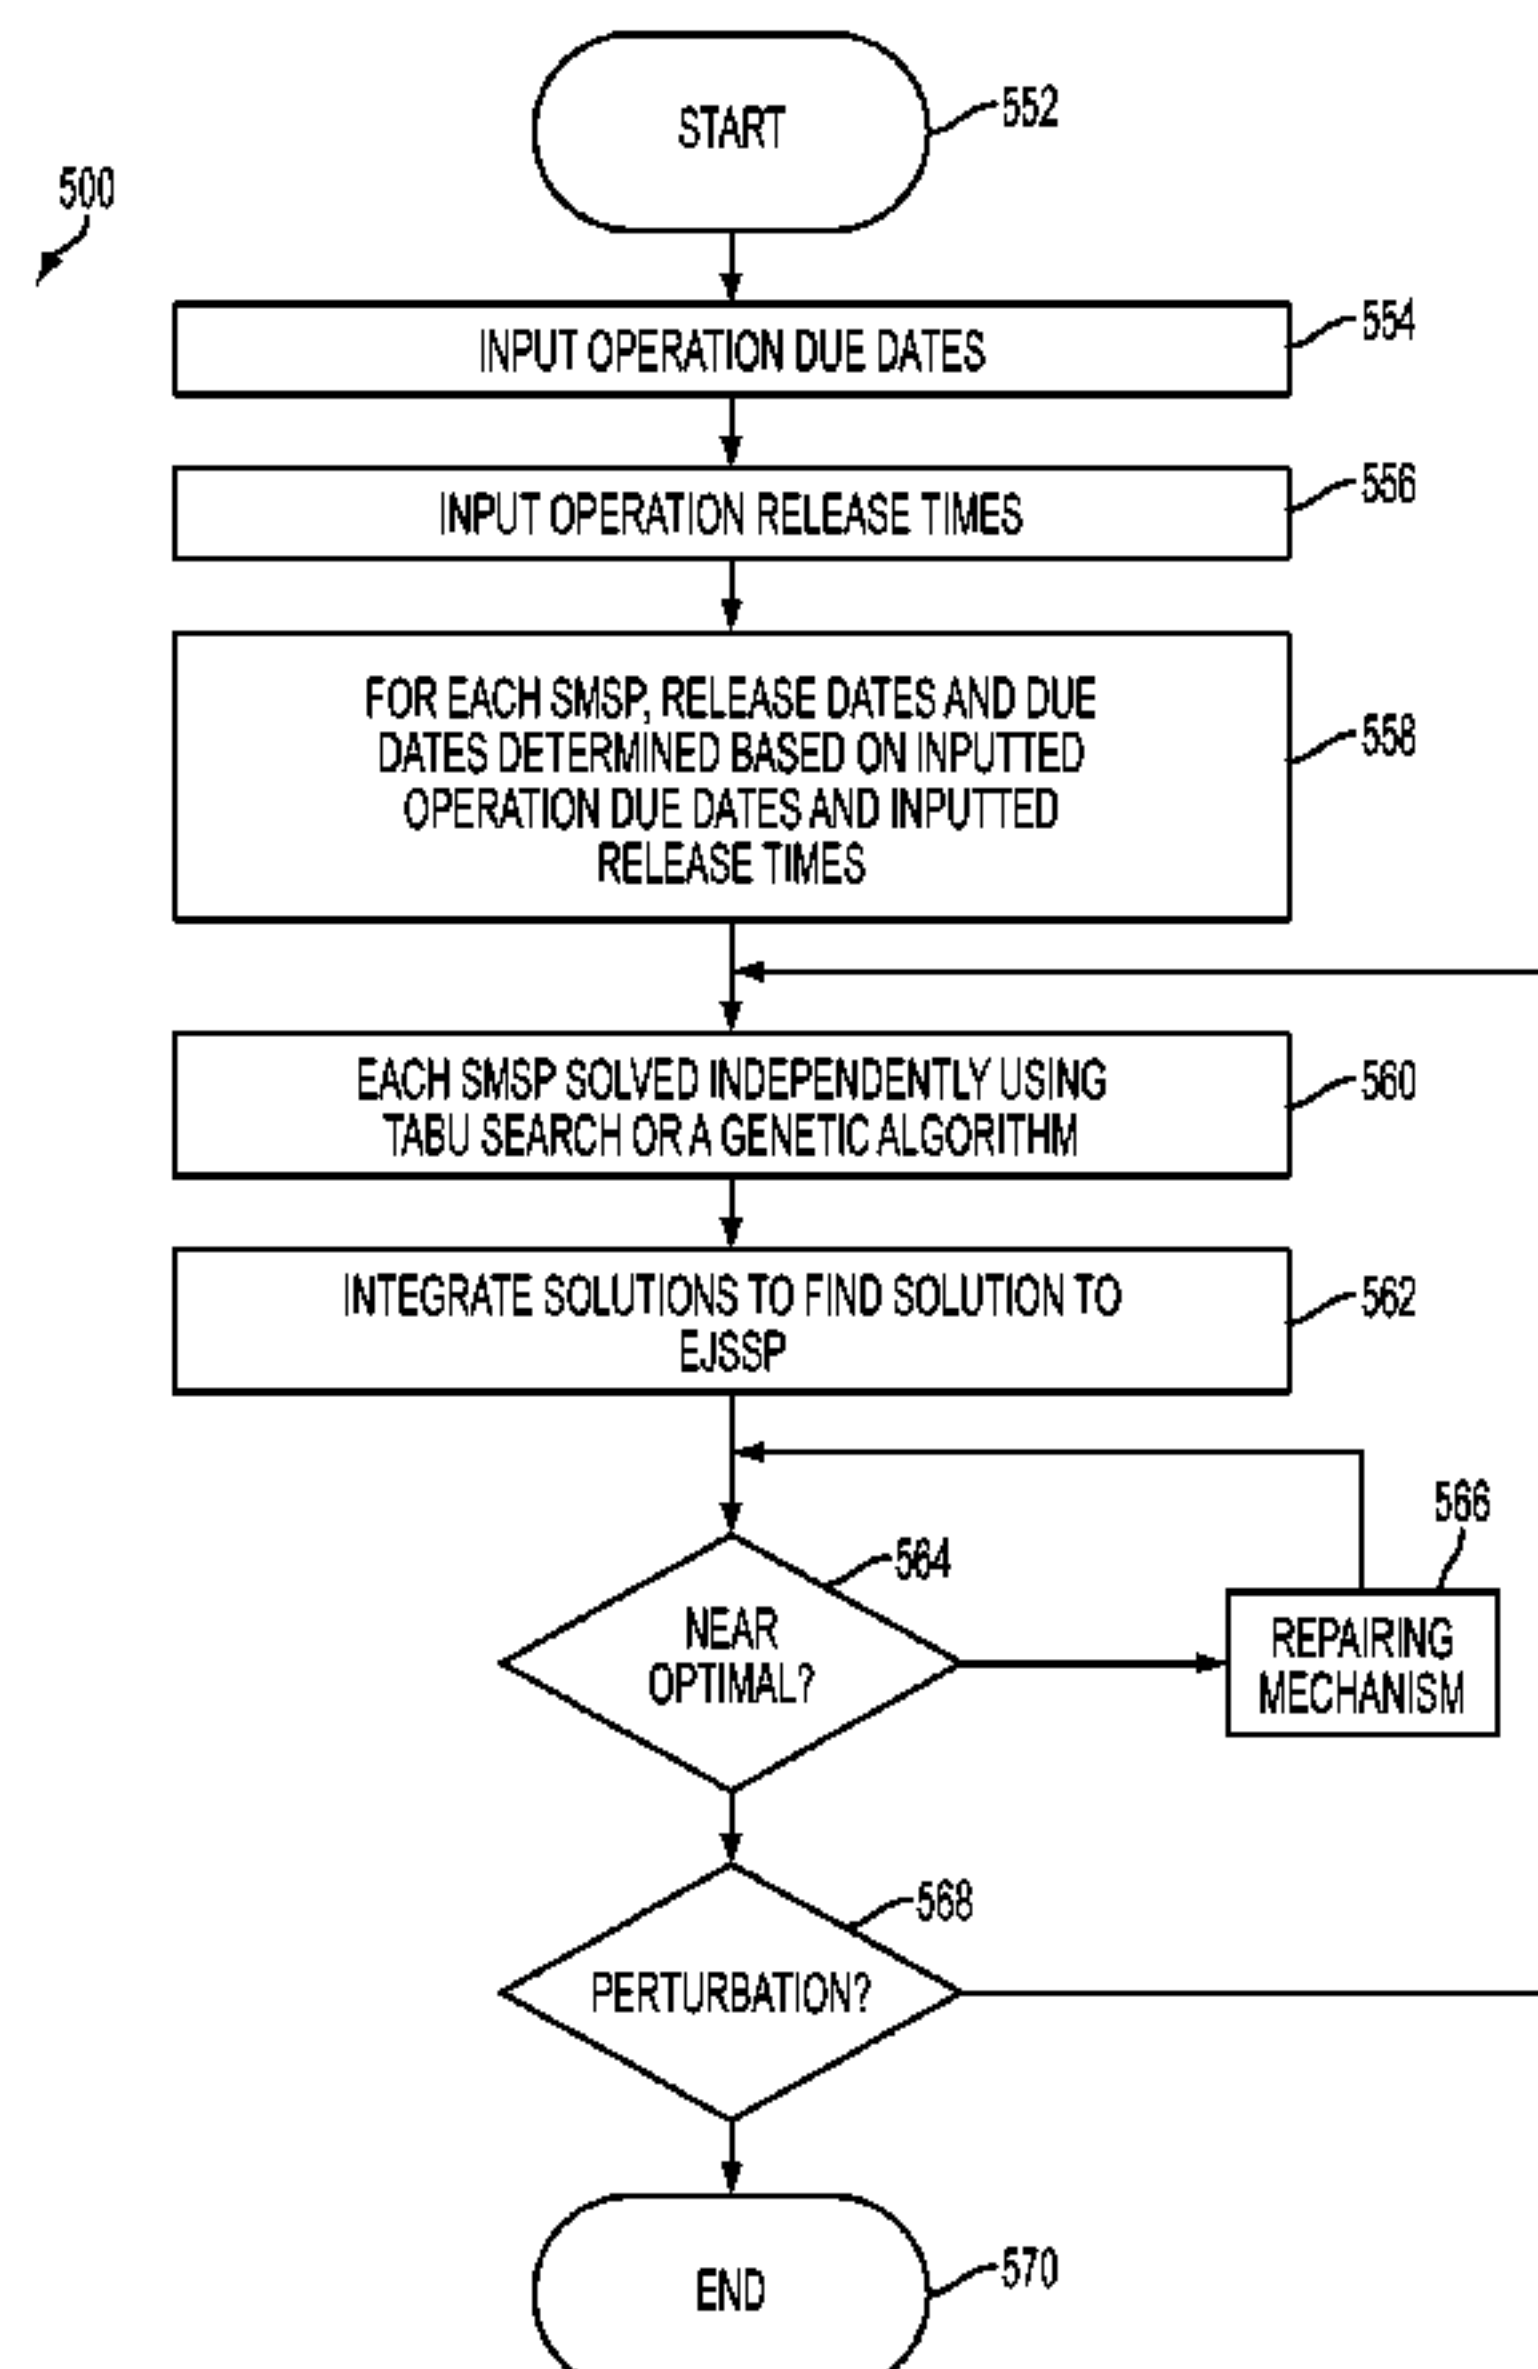 START
552
500
INPUT OPERATION DUE DATES
554
INPUT OPERATION RELEASE TIMES
556
FOR EACH SMSP, RELEASE DATES AND DUE
DATES DETERMINED BASED ON INPUTTED
OPERATION DUE DATES AND INPUTTED
RELEASE TIMES
558
EACH SMSP SOLVED INDEPENDENTLY USING
TABU SEARCH OR A GENETIC ALGORITHM
560
INTEGRATE SOLUTIONS TO FIND SOLUTION TO
EJSSP
562
NEAR
OPTIMAL?
564
REPAIRING
MECHANISM
566
PERTURBATION?
568
END
570